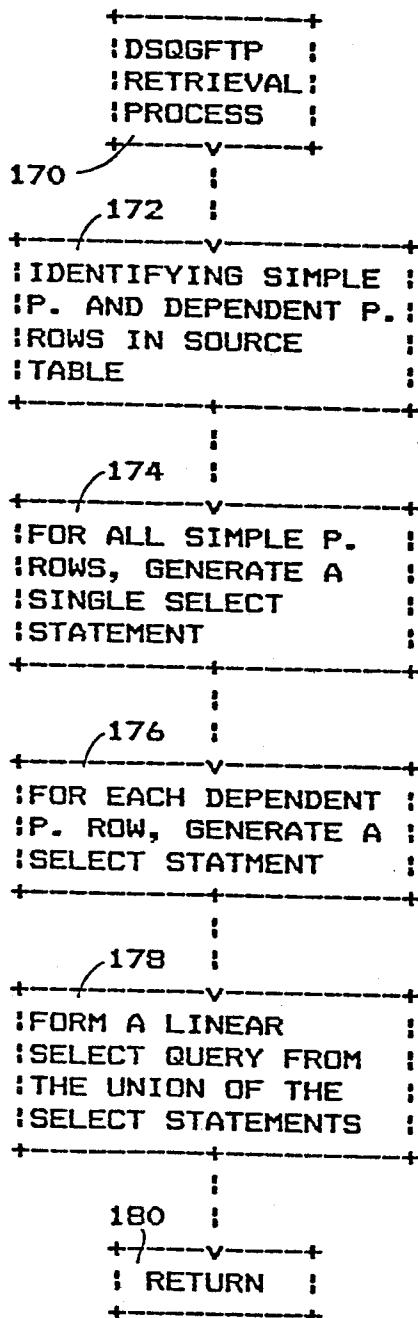 DSQGFTP
RETRIEVAL
PROCESS
170
172
IDENTIFYING SIMPLE
P. AND DEPENDENT P.
ROWS IN SOURCE
TABLE
174
FOR ALL SIMPLE P.
ROWS, GENERATE A
SINGLE SELECT
STATEMENT
176
FOR EACH DEPENDENT
P. ROW, GENERATE A
SELECT STATMENT
178
FORM A LINEAR
SELECT QUERY FROM
THE UNION OF THE
SELECT STATEMENTS
180
RETURN